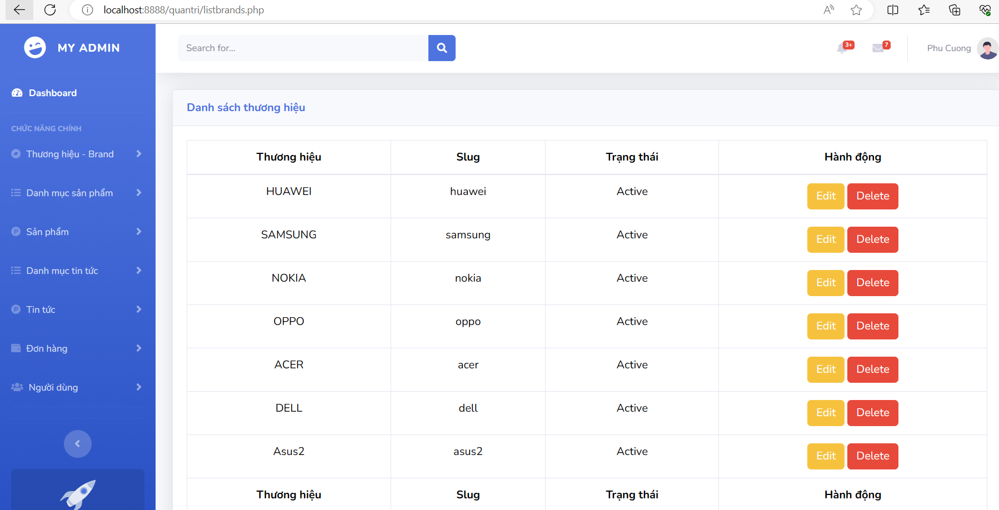 localhost:8888/quantri/listbrands.php
MY ADMIN
Search for...
3+
7
Phu Cuong
Dashboard
CHỨC NĂNG CHÍNH
Thương hiệu - Brand
Danh mục sản phẩm
Sản phẩm
Danh mục tin tức
Tin tức
Đơn hàng
Người dùng
Danh sách thương hiệu
Thương hiệu Slug Trạng thái Hành động
HUAWEI huawei Active Edit Delete
SAMSUNG samsung Active Edit Delete
NOKIA nokia Active Edit Delete
OPPO oppo Active Edit Delete
ACER acer Active Edit Delete
DELL dell Active Edit Delete
Asus2 asus2 Active Edit Delete
Thương hiệu Slug Trạng thái Hành động